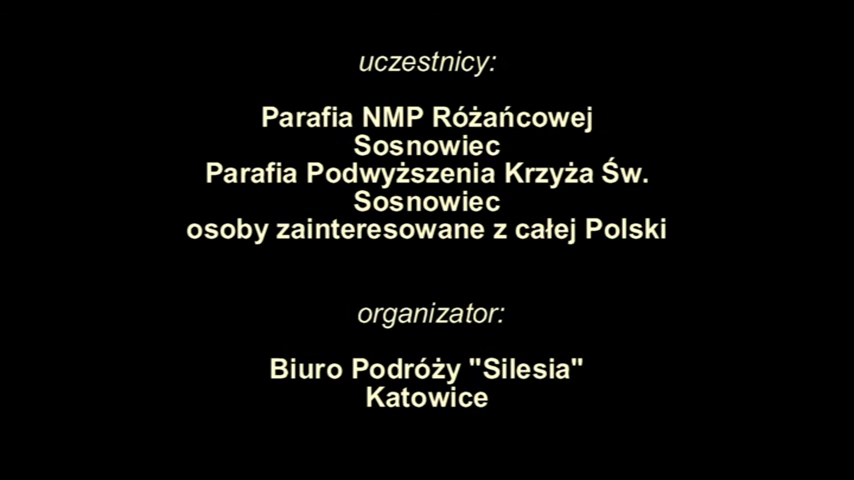 uczestnicy:
Parafia NMP Różańcowej
Sosnowiec
Parafia Podwyższenia Krzyża Św.
Sosnowiec
osoby zainteresowane z całej Polski
organizator:
Biuro Podróży "Silesia"
Katowice